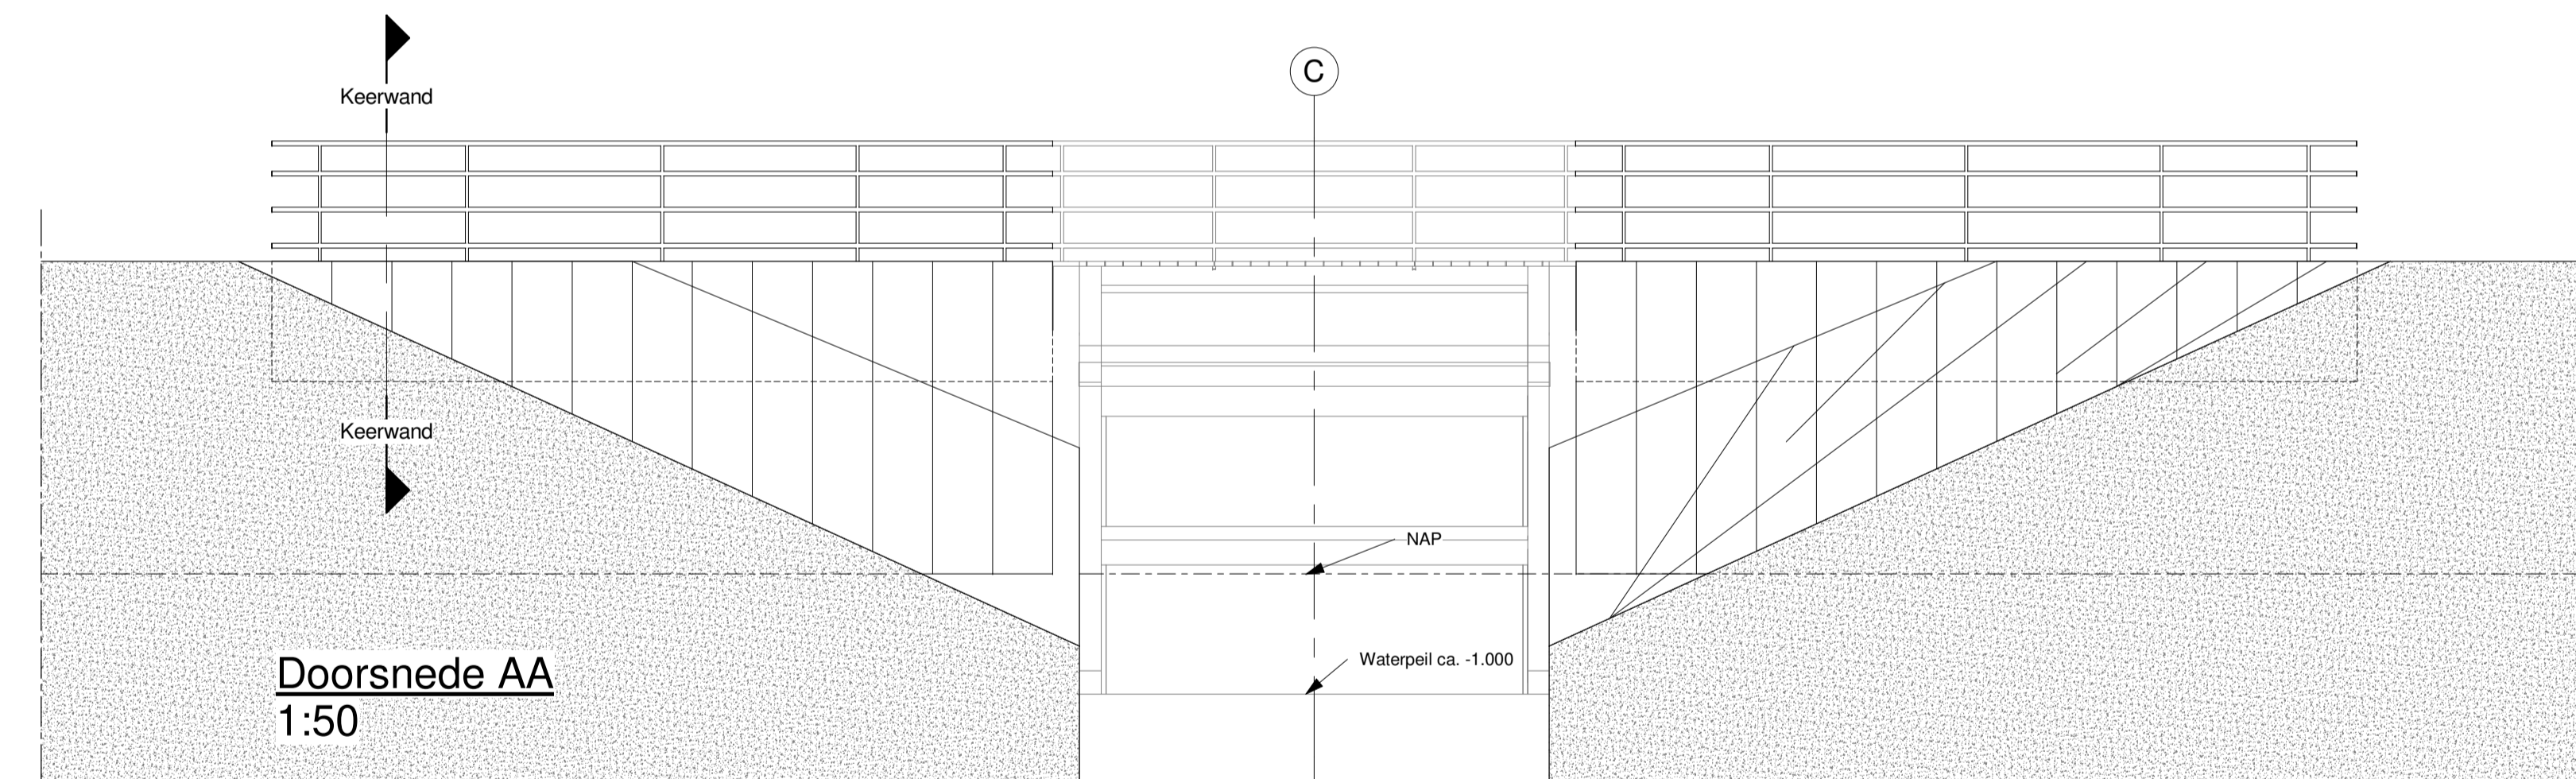 C
Keerwand
Keerwand
NAP
Waterpeil ca. -1.000
Doorsnede AA
1:50